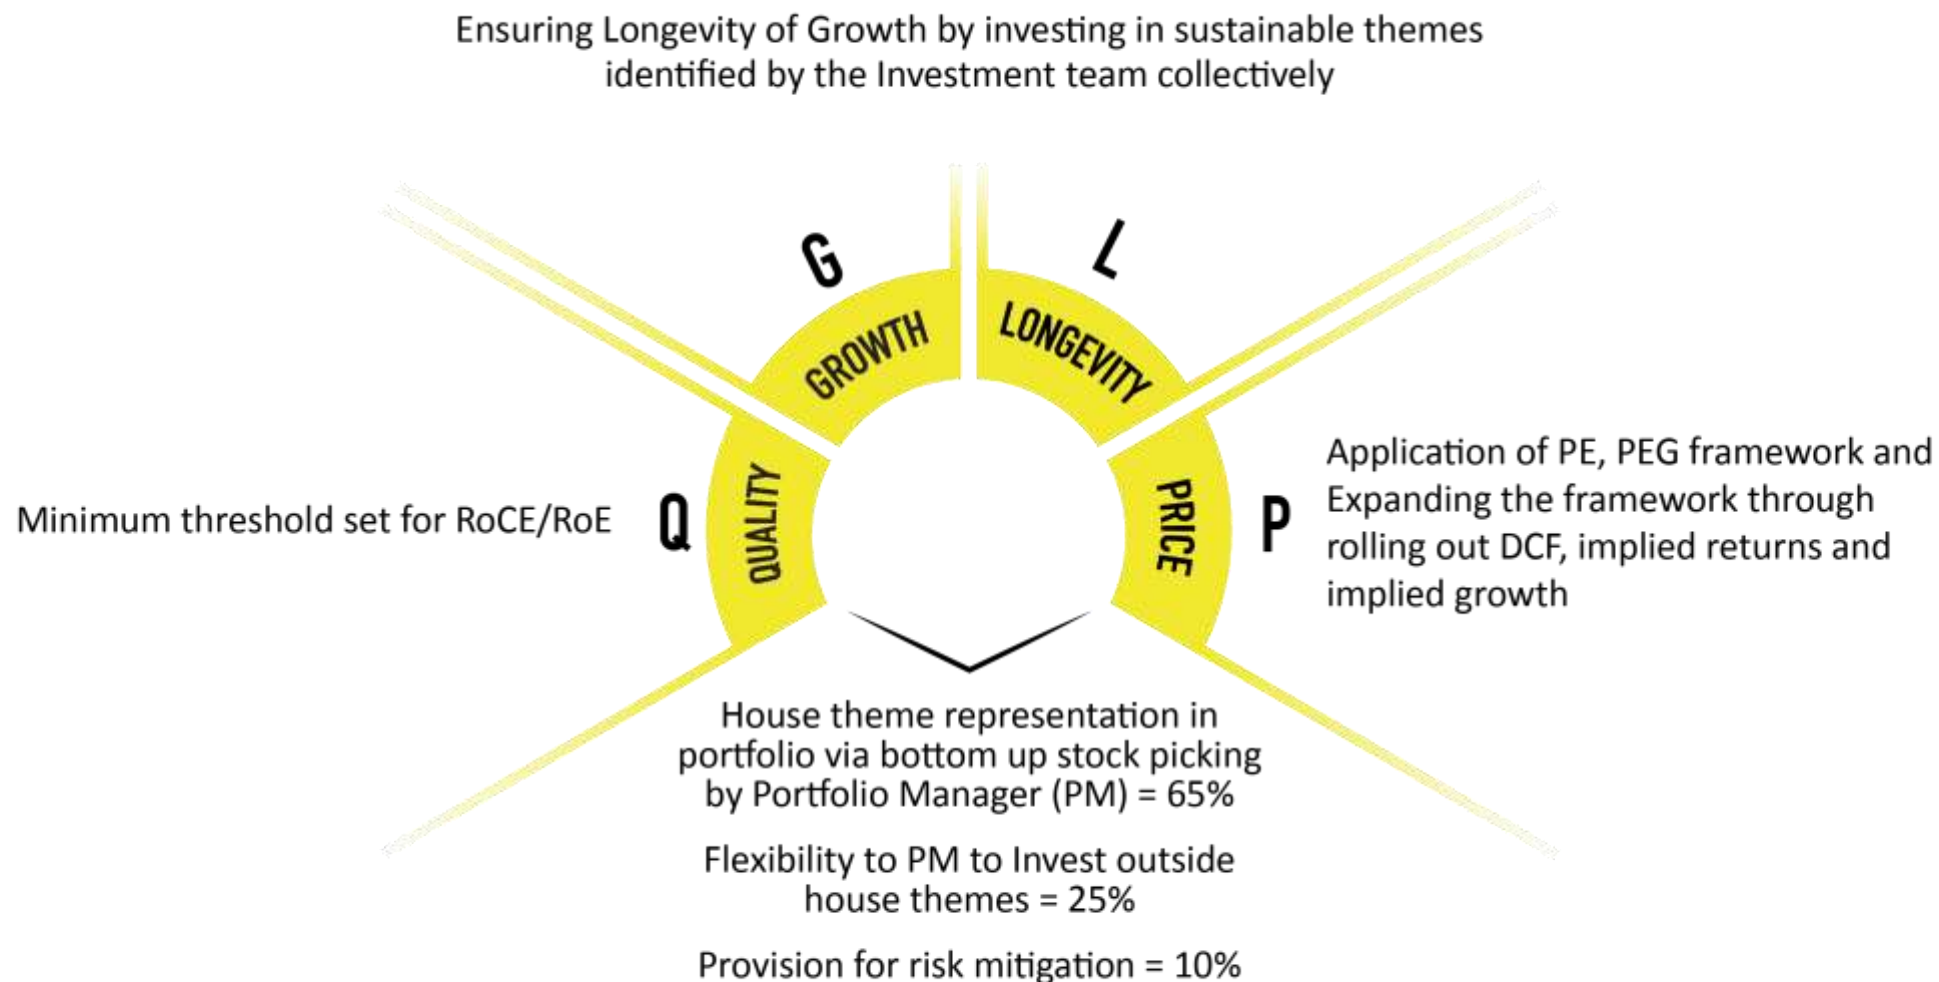 Ensuring Longevity of Growth by investing in sustainable themes
identified by the Investment team collectively
G
L
GROWTH
LONGEVITY
Minimum threshold set for RoCE/RoE
Q
QUALITY
PRICE
P
Application of PE, PEG framework and
Expanding the framework through
rolling out DCF, implied returns and
implied growth
House theme representation in
portfolio via bottom up stock picking
by Portfolio Manager (PM) = 65%
Flexibility to PM to Invest outside
house themes = 25%
Provision for risk mitigation = 10%